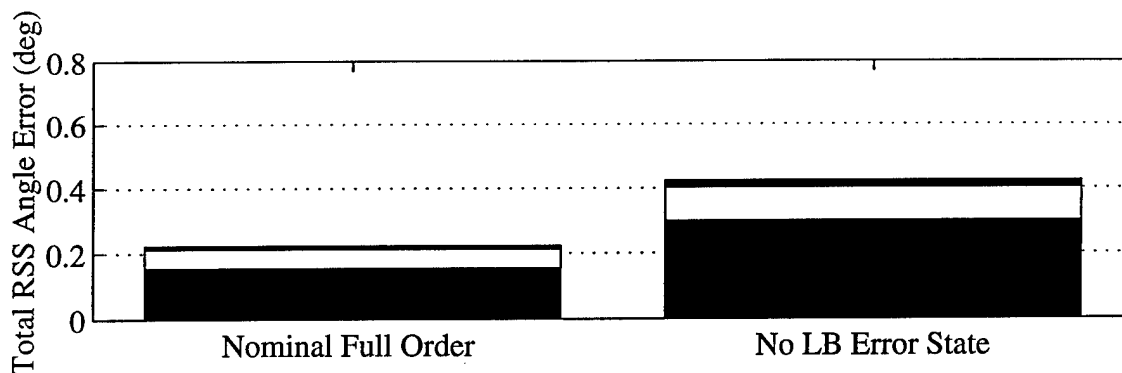 Total RSS Angle Error (deg)
0.8
0.6
0.4
0.2
0
Nominal Full Order
No LB Error State